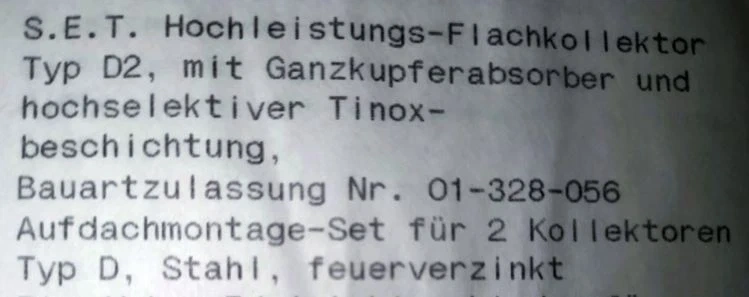 S.E.T. Hochleistungs-Flachkollektor
Typ D2, mit Ganzkupferabsorber und
hochselektiver Tinox-
beschichtung,
Bauartzulassung Nr. 01-328-056
Aufdachmontage-Set für 2 Kollektoren
Typ D, Stahl, feuerverzinkt